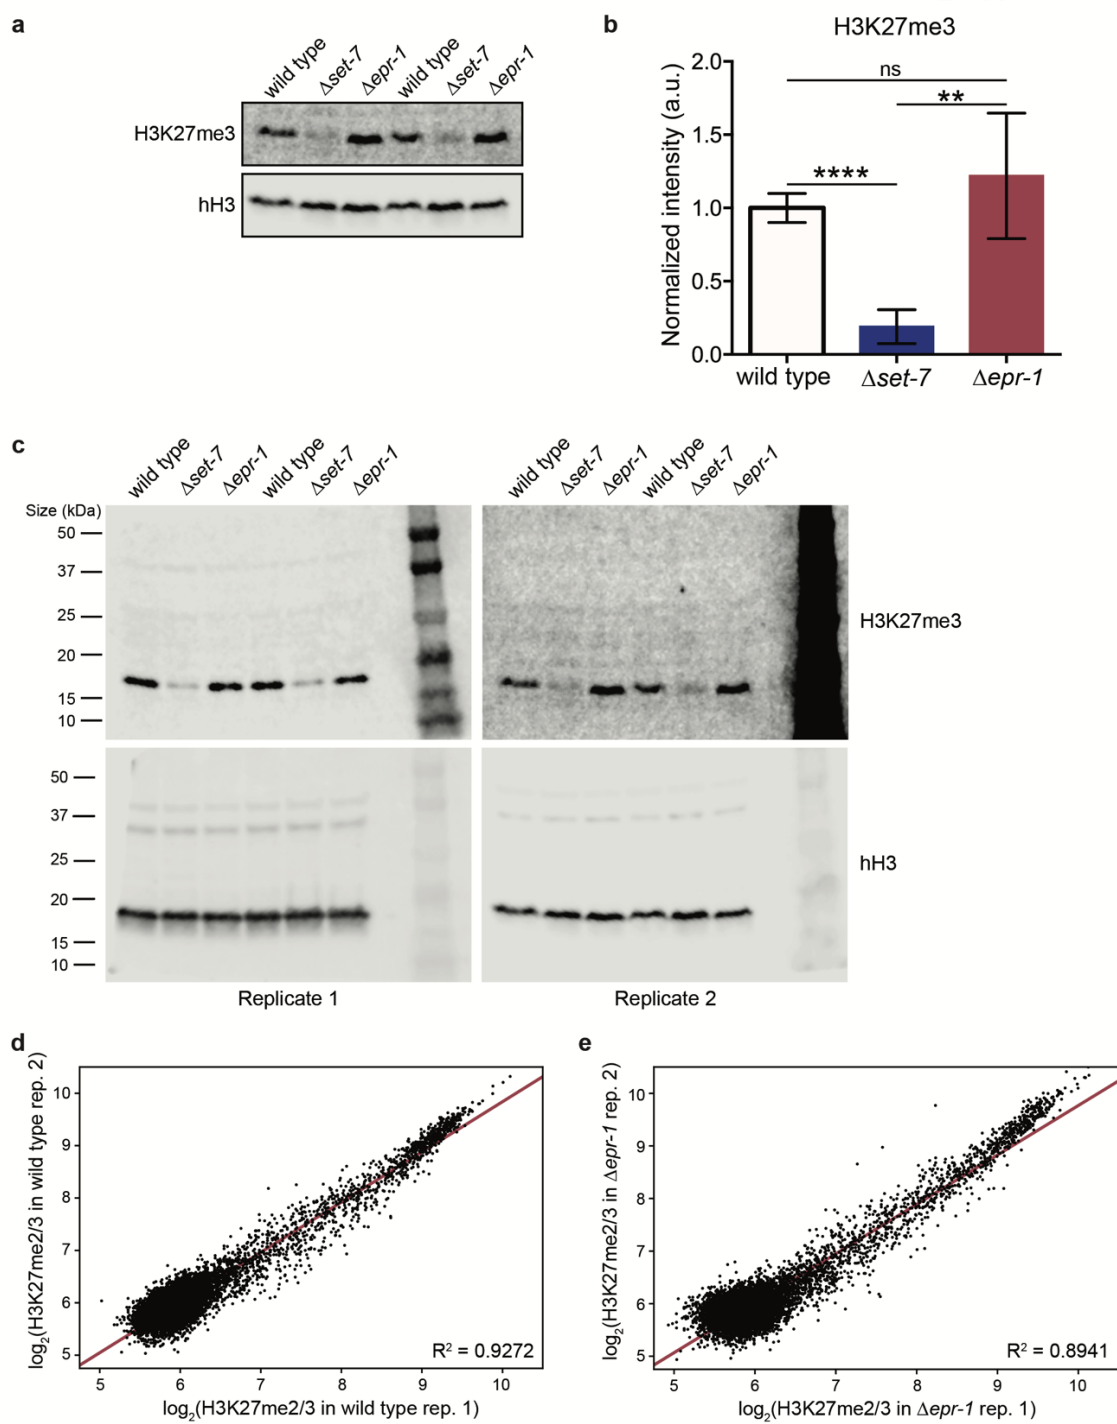 a
wild type
Δset-7
Δepr-1
wild type
Δset-7
Δepr-1
H3K27me3
hH3
b
H3K27me3
Normalized intensity (a.u.)
2.0
1.5
1.0
0.5
0.0
ns
**
****
wild type
Δset-7
Δepr-1
c
wild type
Δset-7
Δepr-1
wild type
Δset-7
Δepr-1
wild type
Δset-7
Δepr-1
wild type
Δset-7
Δepr-1
Size (kDa)
50
37
25
20
15
10
H3K27me3
50
37
25
20
15
10
hH3
Replicate 1
Replicate 2
d
log2(H3K27me2/3 in wild type rep. 2)
10
9
8
7
6
5
R² = 0.9272
5 6 7 8 9 10
log2(H3K27me2/3 in wild type rep. 1)
e
log2(H3K27me2/3 in Δepr-1 rep. 2)
10
9
8
7
6
5
R² = 0.8941
5 6 7 8 9 10
log2(H3K27me2/3 in Δepr-1 rep. 1)